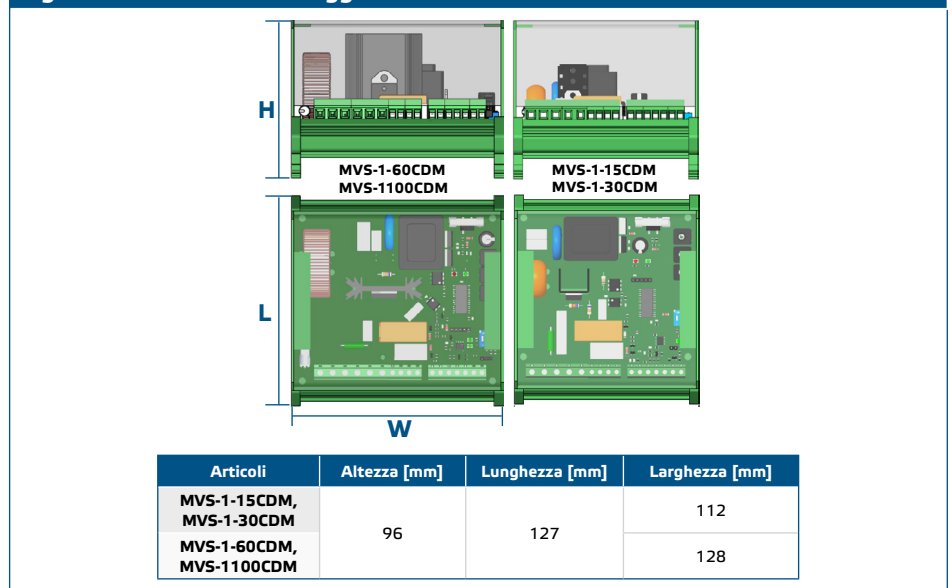 H
MVS-1-60CDM
MVS-1100CDM
MVS-1-15CDM
MVS-1-30CDM
L
W
Articoli Altezza [mm] Lunghezza [mm] Larghezza [mm]
MVS-1-15CDM,
MVS-1-30CDM
96 127 112
MVS-1-60CDM,
MVS-1100CDM
128